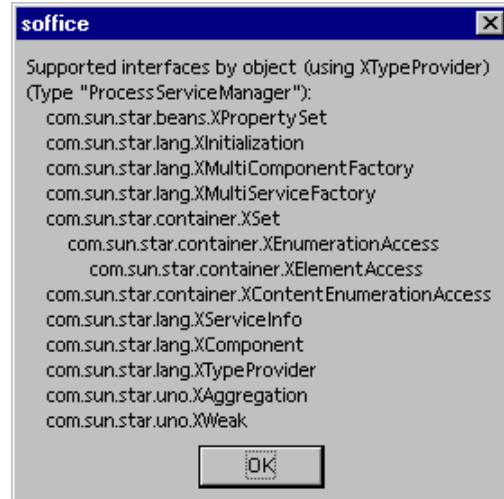 soffice
Supported interfaces by object (using XTypeProvider)
(Type "ProcessServiceManager"):
com.sun.star.beans.XPropertySet
com.sun.star.lang.XInitialization
com.sun.star.lang.XMultiComponentFactory
com.sun.star.lang.XMultiServiceFactory
com.sun.star.container.XSet
com.sun.star.container.XEnumerationAccess
com.sun.star.container.XElementAccess
com.sun.star.container.XContentEnumerationAccess
com.sun.star.lang.XServiceInfo
com.sun.star.lang.XComponent
com.sun.star.lang.XTypeProvider
com.sun.star.uno.XAggregation
com.sun.star.uno.XWeak
OK